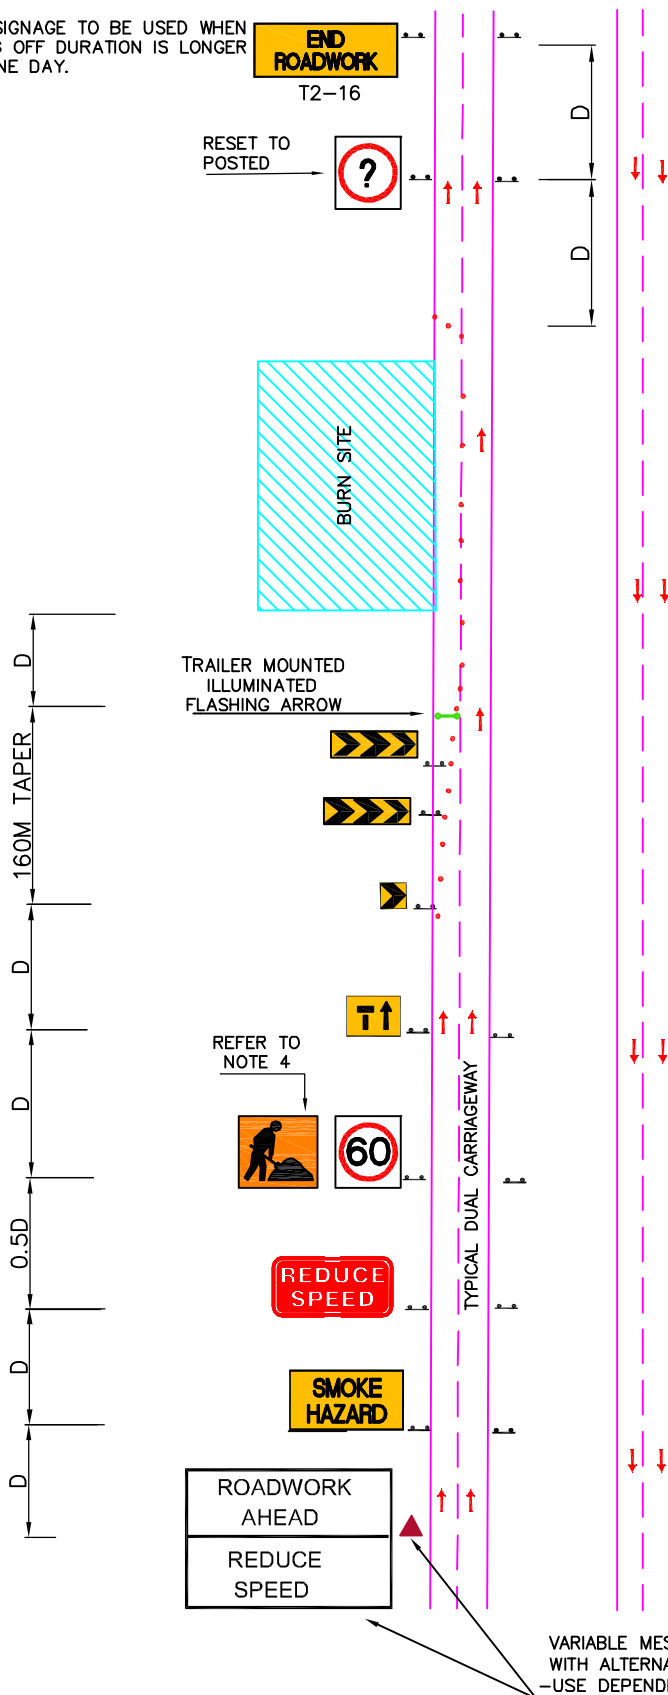 SIGNAGE TO BE USED WHEN
OFF DURATION IS LONGER
DAY.
END
ROADWORK
T2-16
D
RESET TO
POSTED
?
D
BURN SITE
D
TRAILER MOUNTED
ILLUMINATED
FLASHING ARROW
160M TAPER
D
REFER TO
NOTE 4
D
60
TYPICAL DUAL CARRIAGEWAY
0.5D
REDUCE
SPEED
D
SMOKE
HAZARD
D
ROADWORK
AHEAD
REDUCE
SPEED
VARIABLE MES
WITH ALTERNA
-USE DEPENDI